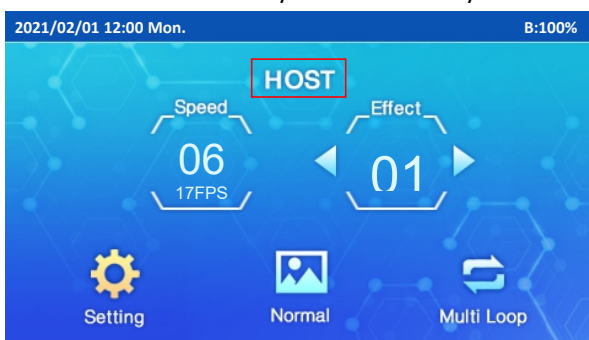 2021/02/01 12:00 Mon. B:100%
HOST
Speed Effect
06 01
17FPS
Setting Normal Multi Loop